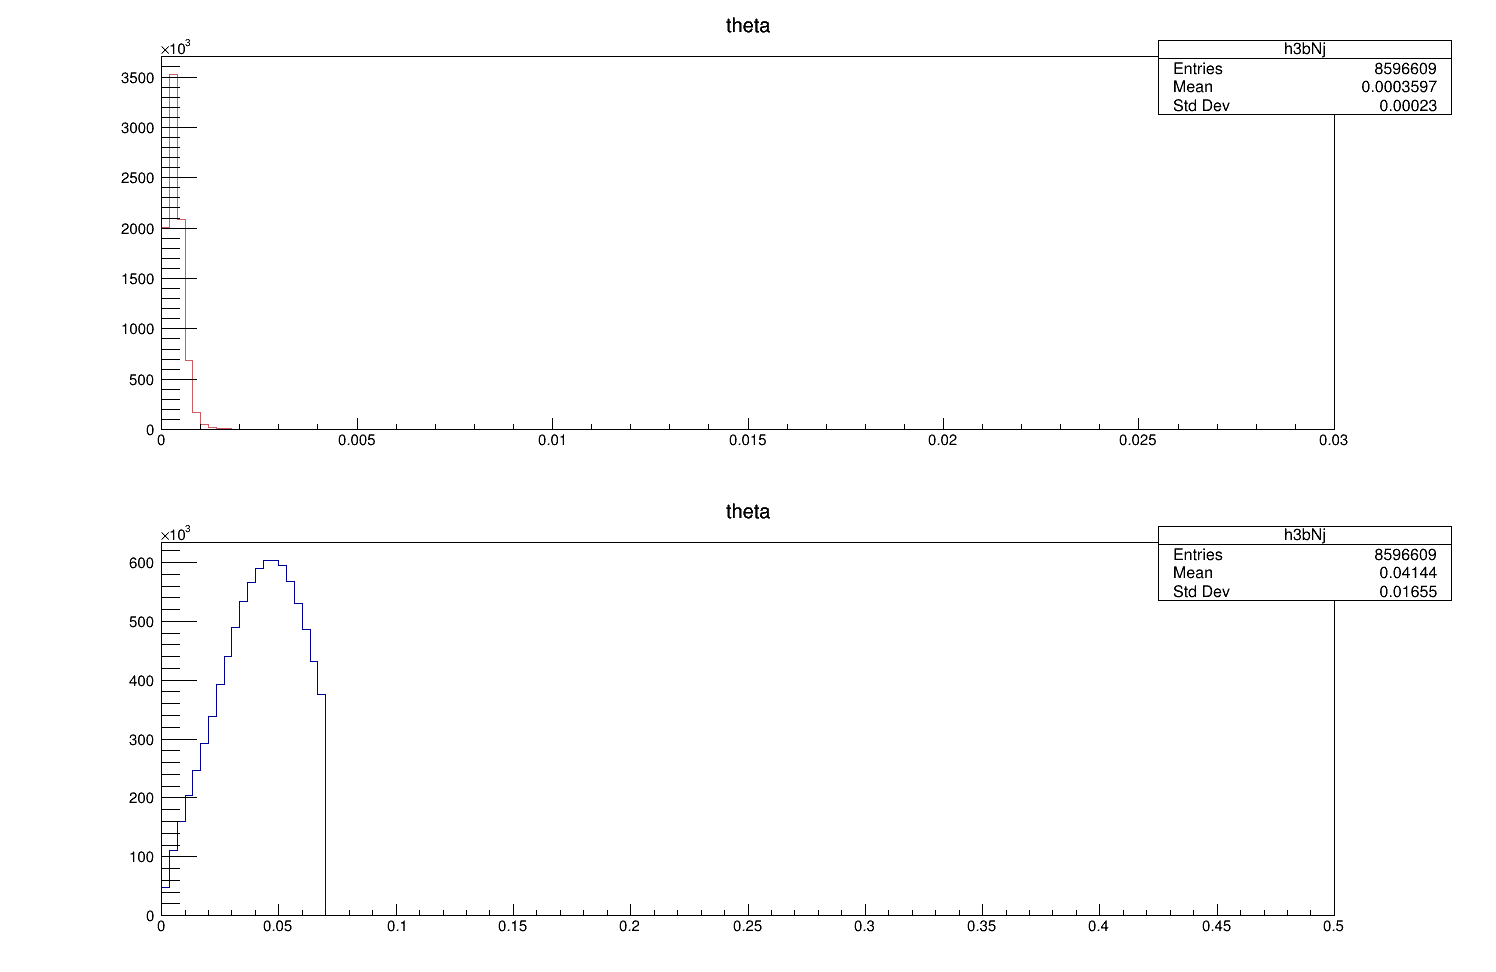 theta
×10³
h3bNj
Entries 8596609
Mean 0.0003597
Std Dev 0.00023
3500
3000
2500
2000
1500
1000
500
0
0 0.005 0.01 0.015 0.02 0.025 0.03
theta
×10³
h3bNj
Entries 8596609
Mean 0.04144
Std Dev 0.01655
600
500
400
300
200
100
0
0 0.05 0.1 0.15 0.2 0.25 0.3 0.35 0.4 0.45 0.5